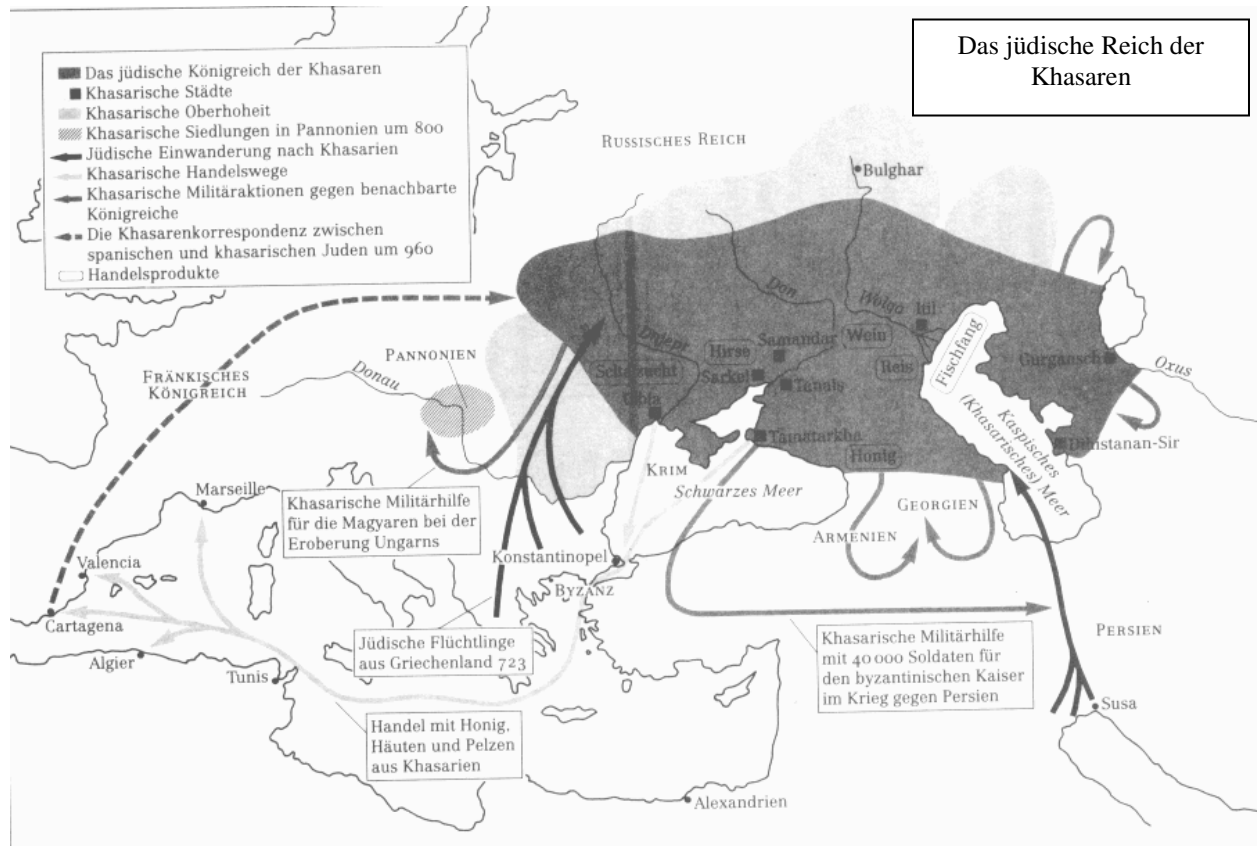 Das jüdische Reich der
Khasaren
Das jüdische Königreich der Khasaren
Khasarische Städte
Khasarische Oberhoheit
Khasarische Siedlungen in Pannonien um 800
Jüdische Einwanderung nach Khasarien
Khasarische Handelswege
Khasarische Militäraktionen gegen benachbarte
Königreiche
Die Khasarenkorrespondenz zwischen
spanischen und khasarischen Juden um 960
Handelsprodukte
RUSSISCHES REICH
Bulghar
Don
Wolga
Itil
Dnjepr
Hirse
Samandar
Wein
Schafzucht
Sarkel
Tanais
Reis
Fischfang
Gurgansch
Oxus
PANNONIEN
Donau
FRÄNKISCHES
KÖNIGREICH
Olbia
Tamatarkha
Kaspisches
(Khasarisches) Meer
Dihistanan-Sir
KRIM
Honig
Schwarzes Meer
GEORGIEN
ARMENIEN
Marseille
Khasarische Militärhilfe
für die Magyaren bei der
Eroberung Ungarns
Valencia
Konstantinopel
BYZANZ
Cartagena
Jüdische Flüchtlinge
aus Griechenland 723
Khasarische Militärhilfe
mit 40 000 Soldaten für
den byzantinischen Kaiser
im Krieg gegen Persien
PERSIEN
Algier
Tunis
Susa
Handel mit Honig,
Häuten und Pelzen
aus Khasarien
Alexandrien